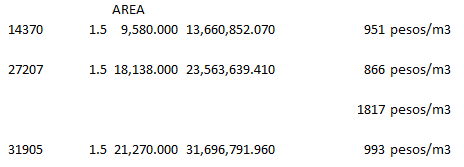 AREA
14370 1.5 9,580.000 13,660,852.070 951 pesos/m3
27207 1.5 18,138.000 23,563,639.410 866 pesos/m3
1817 pesos/m3
31905 1.5 21,270.000 31,696,791.960 993 pesos/m3